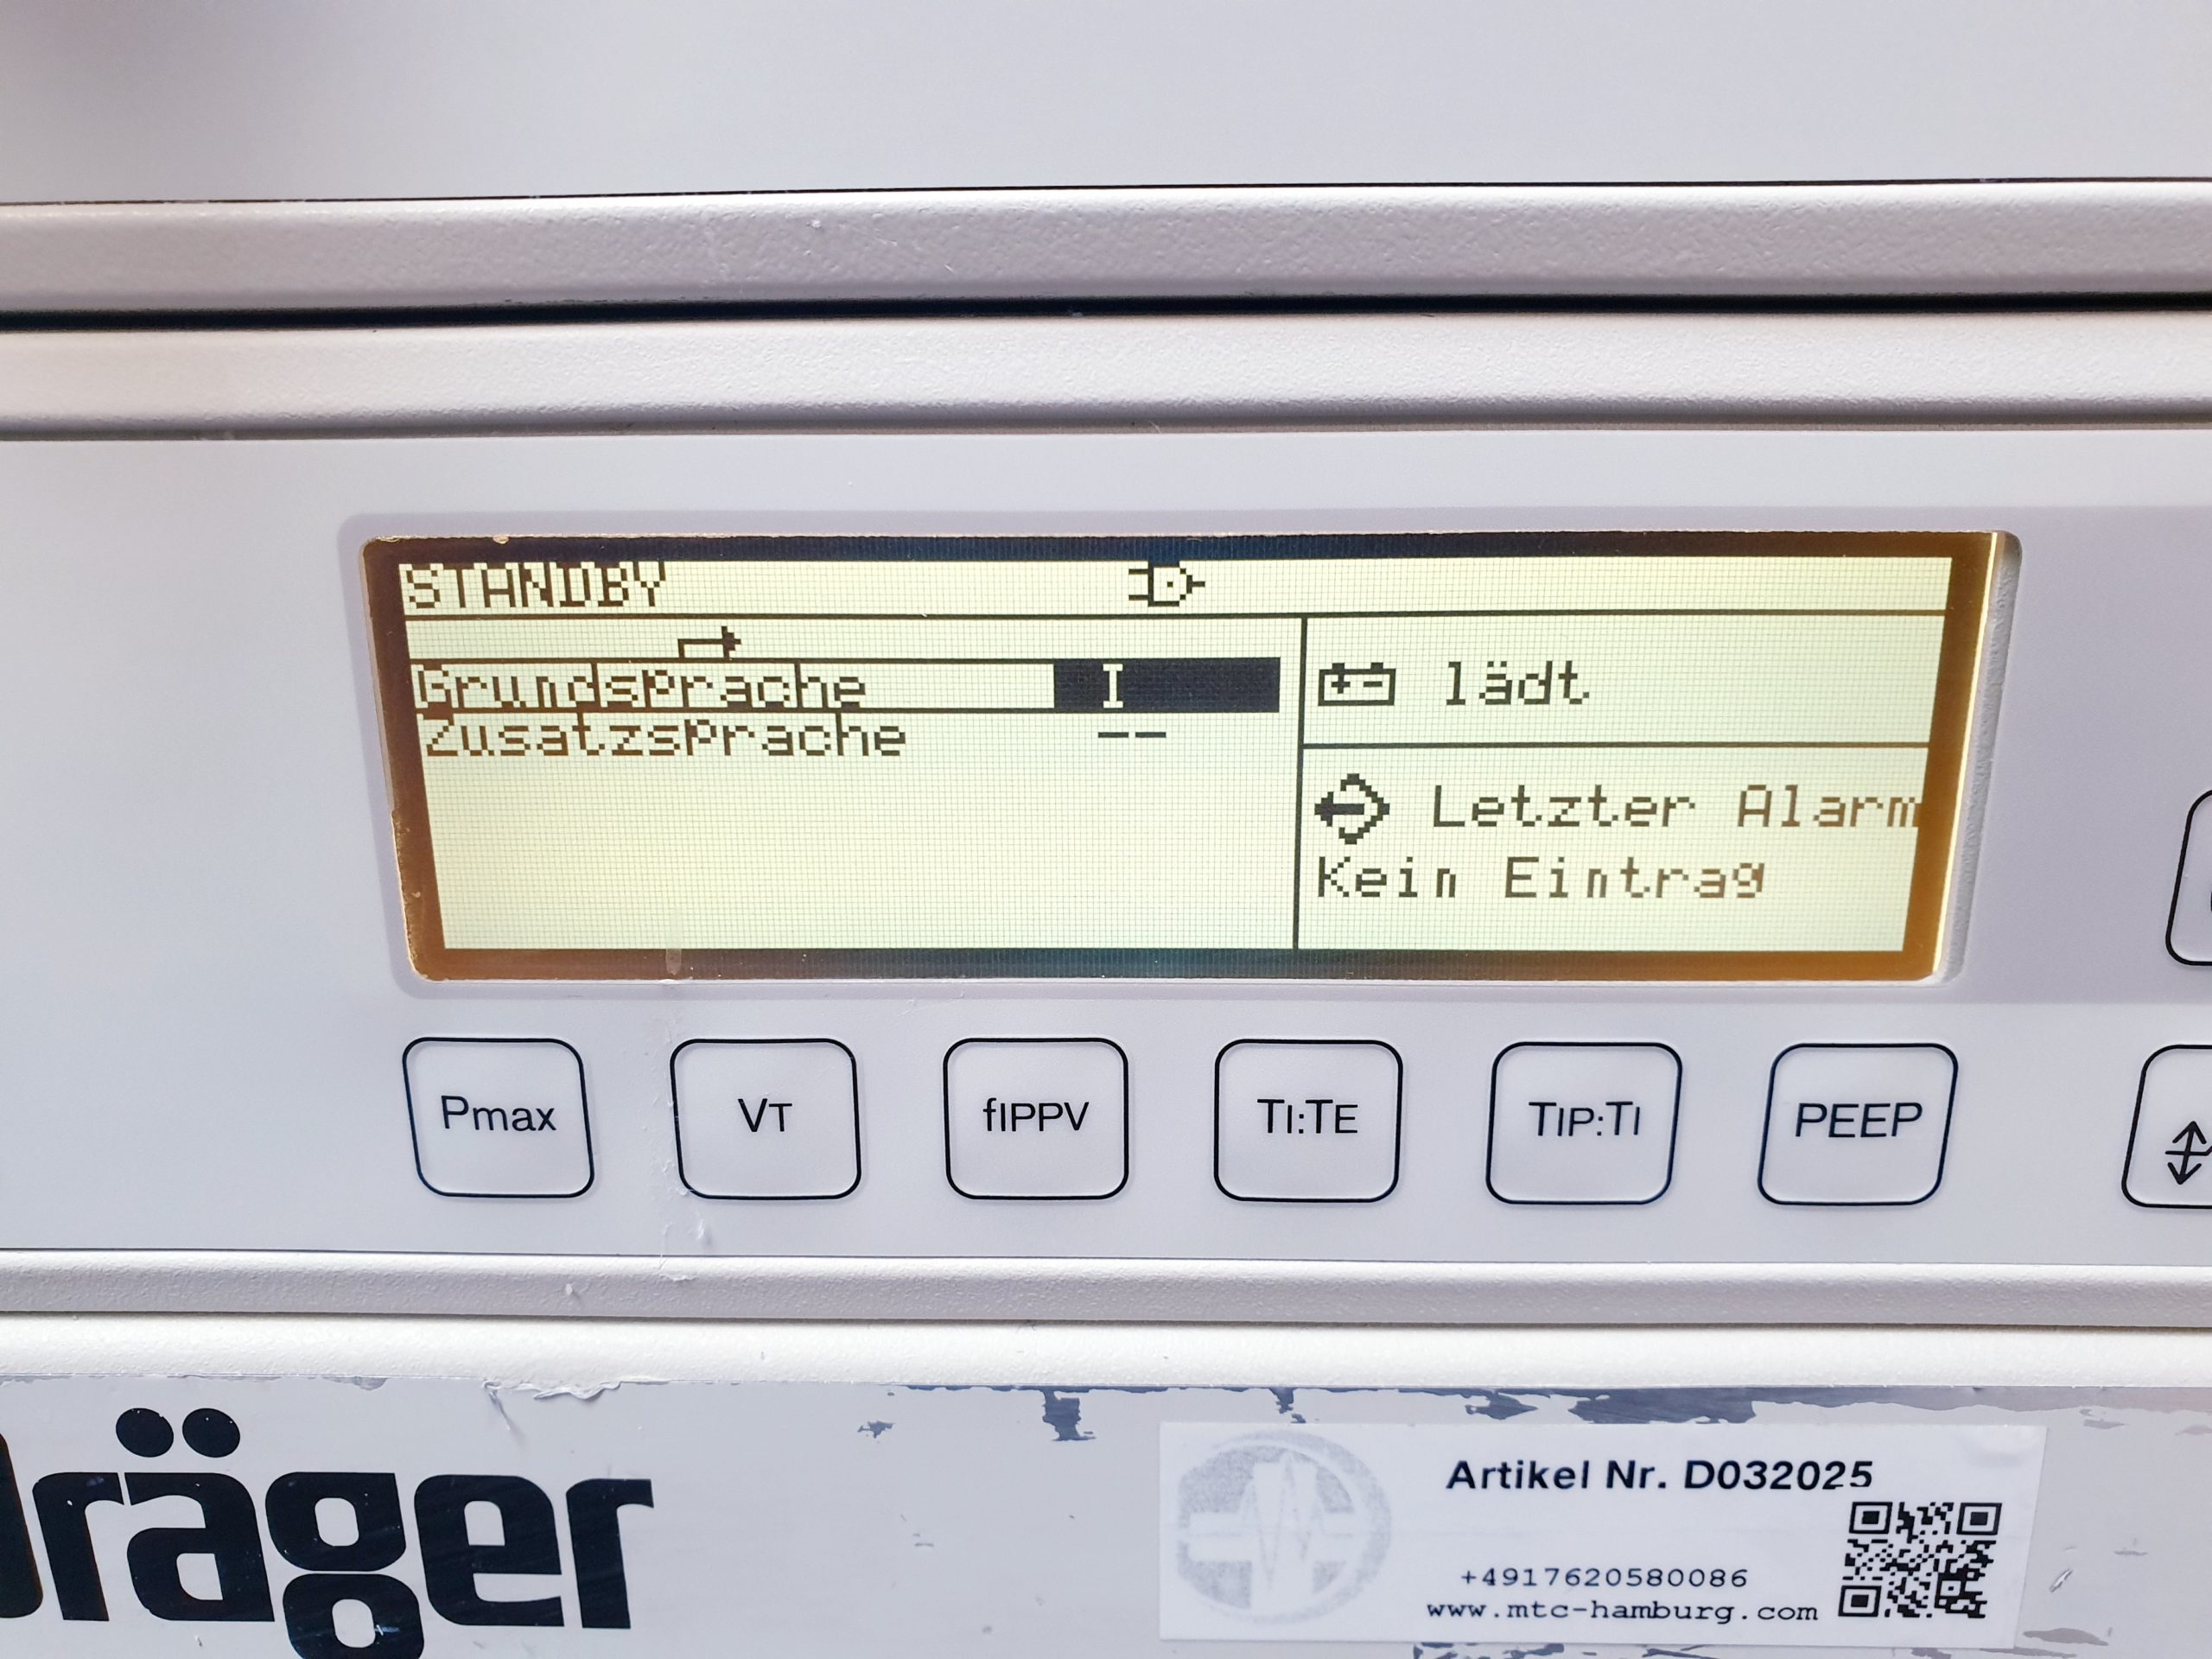 STANDBY
Grundsprache I
Zusatzsprache --
lädt
Letzter Alarm
Kein Eintrag
Pmax
VT
fIPPV
TI:TE
TIP:TI
PEEP
dräger
Artikel Nr. D032025
+4917620580086
www.mtc-hamburg.com